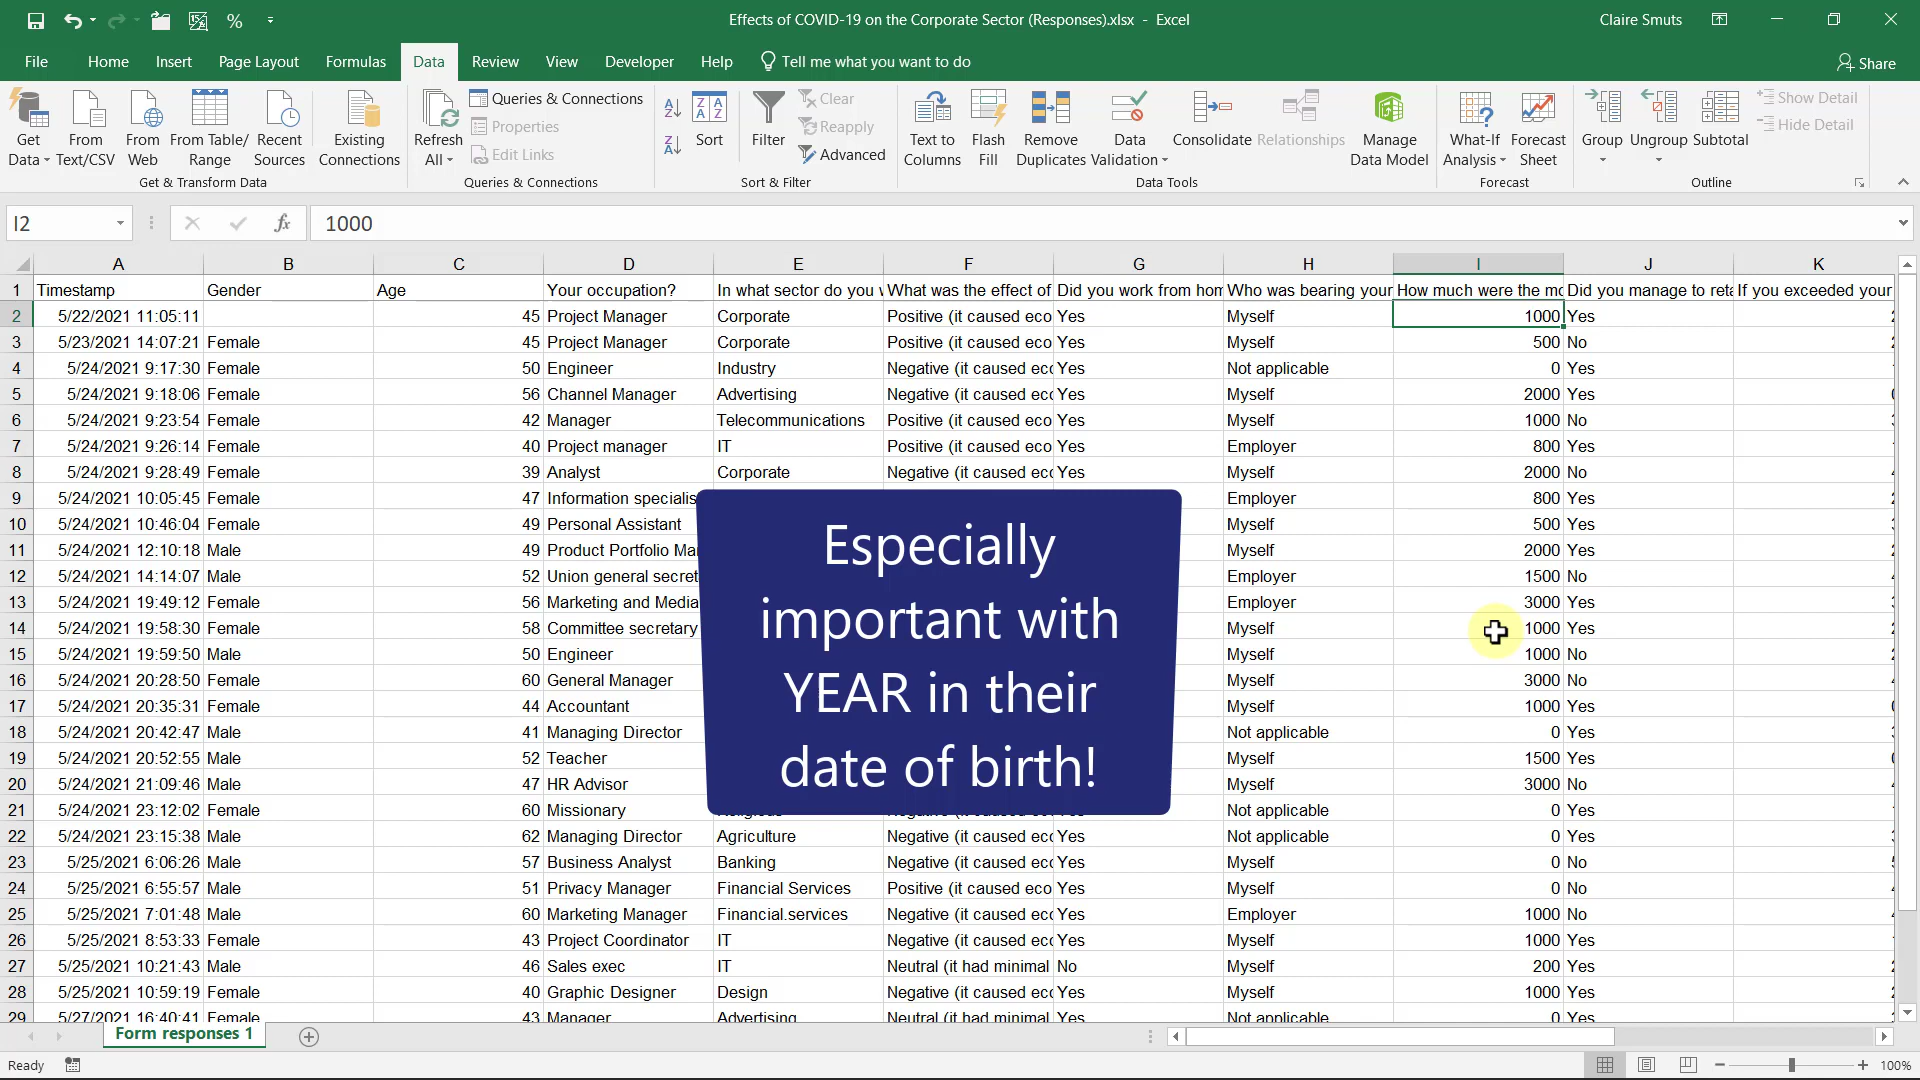 Effects of COVID-19 on the Corporate Sector (Responses).xlsx - Excel
Claire Smuts
File Home Insert Page Layout Formulas Data Review View Developer Help Tell me what you want to do Share
Get Data
From Text/CSV
From Web
From Table/ Range
Recent Sources
Existing Connections
Get & Transform Data
Refresh All
Queries & Connections
Properties
Edit Links
Queries & Connections
Sort
Filter
Clear
Reapply
Advanced
Sort & Filter
Text to Columns
Flash Fill
Remove Duplicates
Data Validation
Consolidate
Relationships
Manage Data Model
Data Tools
What-If Analysis
Forecast Sheet
Forecast
Group
Ungroup
Subtotal
Show Detail
Hide Detail
Outline
I2 fx 1000
A B C D E F G H I J K
1 Timestamp Gender Age Your occupation? In what sector do you What was the effect of Did you work from hom Who was bearing your How much were the mo Did you manage to reta If you exceeded your
2 5/22/2021 11:05:11 45 Project Manager Corporate Positive (it caused eco Yes Myself 1000 Yes
3 5/23/2021 14:07:21 Female 45 Project Manager Corporate Positive (it caused eco Yes Myself 500 No
4 5/24/2021 9:17:30 Female 50 Engineer Industry Negative (it caused ec Yes Not applicable 0 Yes
5 5/24/2021 9:18:06 Female 56 Channel Manager Advertising Negative (it caused ec Yes Myself 2000 Yes
6 5/24/2021 9:23:54 Female 42 Manager Telecommunications Positive (it caused eco Yes Myself 1000 No
7 5/24/2021 9:26:14 Female 40 Project manager IT Positive (it caused eco Yes Employer 800 Yes
8 5/24/2021 9:28:49 Female 39 Analyst Corporate Negative (it caused ec Yes Myself 2000 No
9 5/24/2021 10:05:45 Female 47 Information specialis Employer 800 Yes
10 5/24/2021 10:46:04 Female 49 Personal Assistant Myself 500 Yes
11 5/24/2021 12:10:18 Male 49 Product Portfolio Ma Myself 2000 Yes
12 5/24/2021 14:14:07 Male 52 Union general secret Employer 1500 No
13 5/24/2021 19:49:12 Female 56 Marketing and Media Employer 3000 Yes
14 5/24/2021 19:58:30 Female 58 Committee secretary Myself 1000 Yes
15 5/24/2021 19:59:50 Male 50 Engineer Myself 1000 No
16 5/24/2021 20:28:50 Female 60 General Manager Myself 3000 No
17 5/24/2021 20:35:31 Female 44 Accountant Myself 1000 Yes
18 5/24/2021 20:42:47 Male 41 Managing Director Not applicable 0 Yes
19 5/24/2021 20:52:55 Male 52 Teacher Myself 1500 Yes
20 5/24/2021 21:09:46 Male 47 HR Advisor Myself 3000 No
21 5/24/2021 23:12:02 Female 60 Missionary Not applicable 0 Yes
22 5/24/2021 23:15:38 Male 62 Managing Director Agriculture Negative (it caused ec Yes Not applicable 0 Yes
23 5/25/2021 6:06:26 Male 57 Business Analyst Banking Negative (it caused ec Yes Myself 0 No
24 5/25/2021 6:55:57 Male 51 Privacy Manager Financial Services Positive (it caused eco Yes Myself 0 No
25 5/25/2021 7:01:48 Male 60 Marketing Manager Financial.services Negative (it caused ec Yes Employer 1000 No
26 5/25/2021 8:53:33 Female 43 Project Coordinator IT Negative (it caused ec Yes Myself 1000 Yes
27 5/25/2021 10:21:43 Male 46 Sales exec IT Neutral (it had minimal No Myself 200 Yes
28 5/25/2021 10:59:19 Female 40 Graphic Designer Design Negative (it caused ec Yes Myself 1000 Yes
29 5/27/2021 16:40:41 Female 43 Manager Advertising Neutral (it had minimal Yes Not applicable 0 Yes
Especially
important with
YEAR in their
date of birth!
Form responses 1
Ready 100%